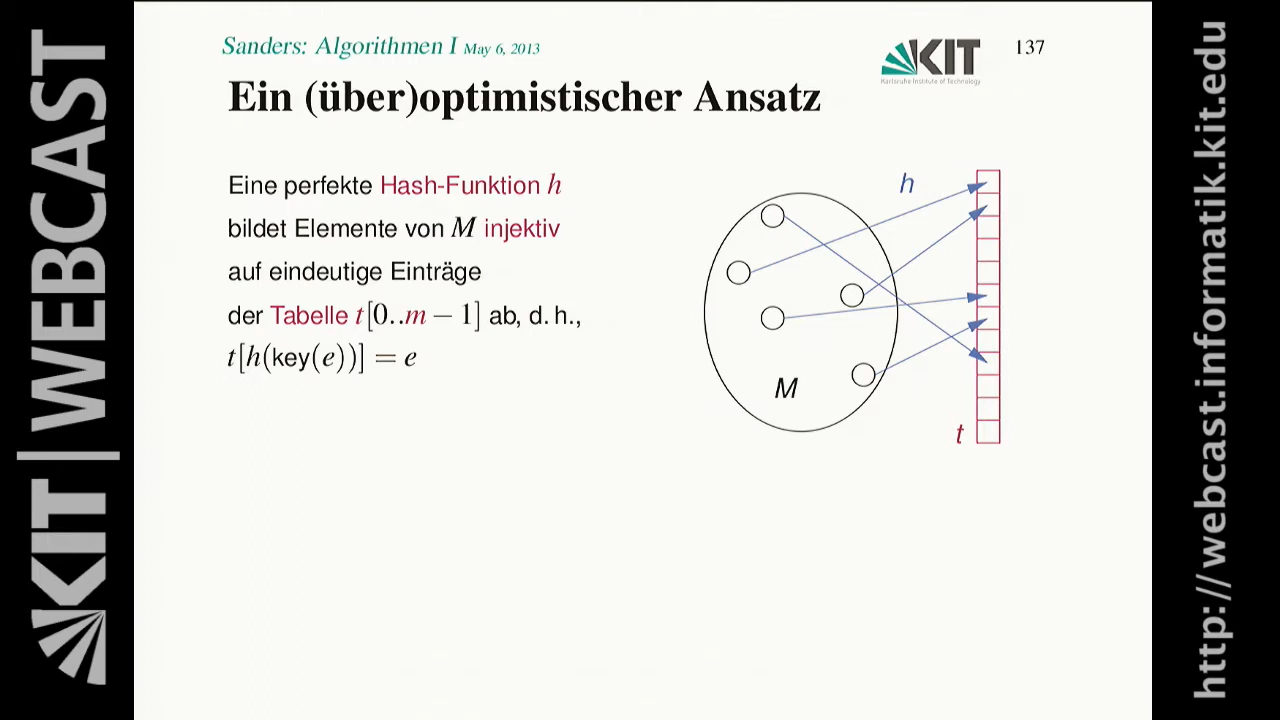 KIT | WEBCAST
Sanders: Algorithmen I May 6, 2013
KIT
Karlsruhe Institute of Technology
137
Ein (über)optimistischer Ansatz
Eine perfekte Hash-Funktion h
bildet Elemente von M injektiv
auf eindeutige Einträge
der Tabelle t[0..m − 1] ab, d. h.,
t[h(key(e))] = e
h
M
t
http://webcast.informatik.kit.edu